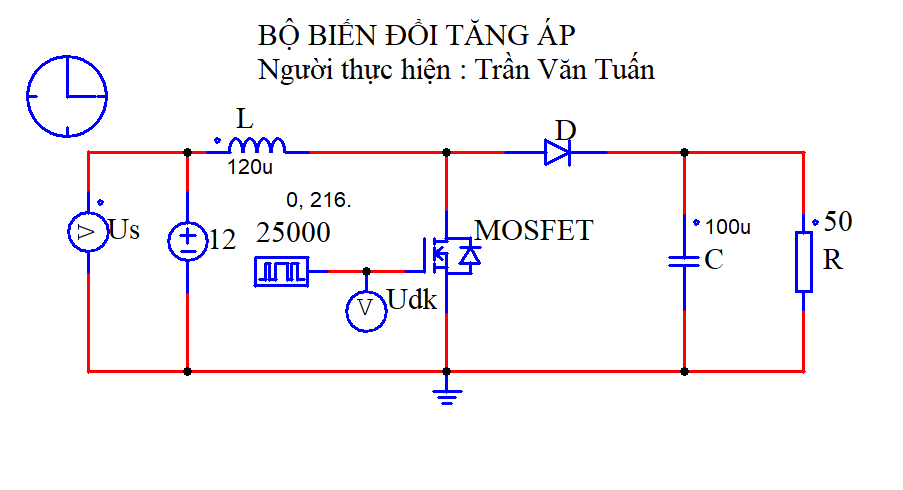 BỘ BIẾN ĐỔI TĂNG ÁP
Người thực hiện : Trần Văn Tuấn
L
D
120u
0, 216.
V
Us
12
25000
MOSFET
100u
50
C
R
V
Udk